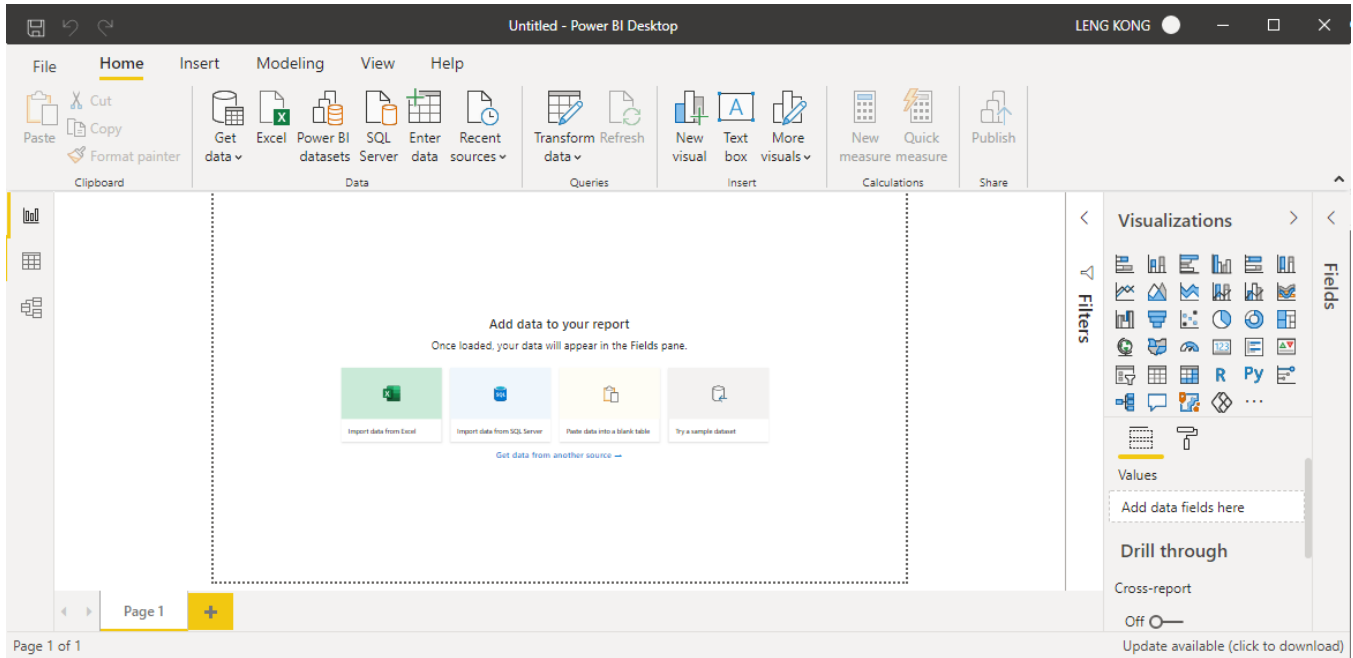 Untitled - Power BI Desktop
LENG KONG
File Home Insert Modeling View Help
Paste
Cut
Copy
Format painter
Clipboard
Get data
Excel
Power BI datasets
SQL Server
Enter data
Recent sources
Data
Transform data
Refresh
Queries
New visual
Text box
More visuals
Insert
New measure
Quick measure
Calculations
Publish
Share
Add data to your report
Once loaded, your data will appear in the Fields pane.
Import data from Excel
Import data from SQL Server
Paste data into a blank table
Try a sample dataset
Get data from another source →
Filters
Visualizations
123
R
Py
...
Values
Add data fields here
Drill through
Cross-report
Off
Fields
Page 1
+
Page 1 of 1
Update available (click to download)